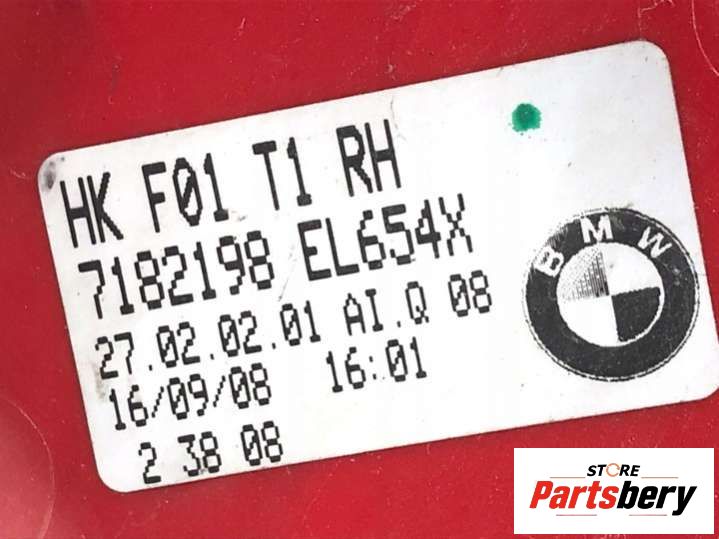 HK F01 T1 RH
7182198 EL654X
27.02.02.01 AI.Q 08
16/09/08 16:01
2 38 08
BMW
STORE
Partsbery